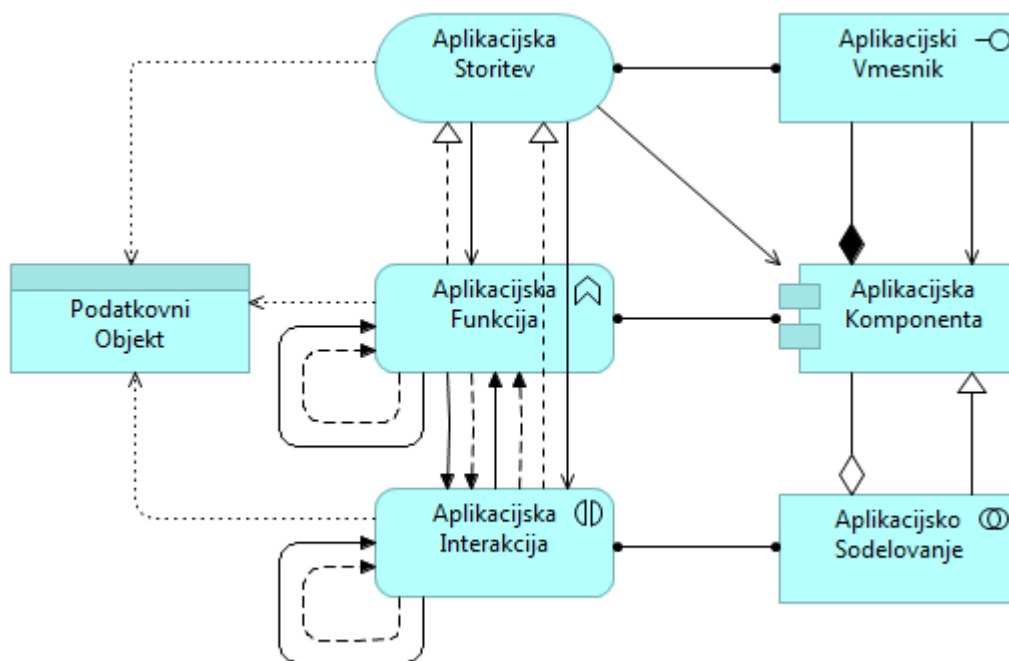 Aplikacijska
Storitev
Aplikacijski
Vmesnik
Podatkovni
Objekt
Aplikacijska
Funkcija
Aplikacijska
Komponenta
Aplikacijska
Interakcija
Aplikacijsko
Sodelovanje